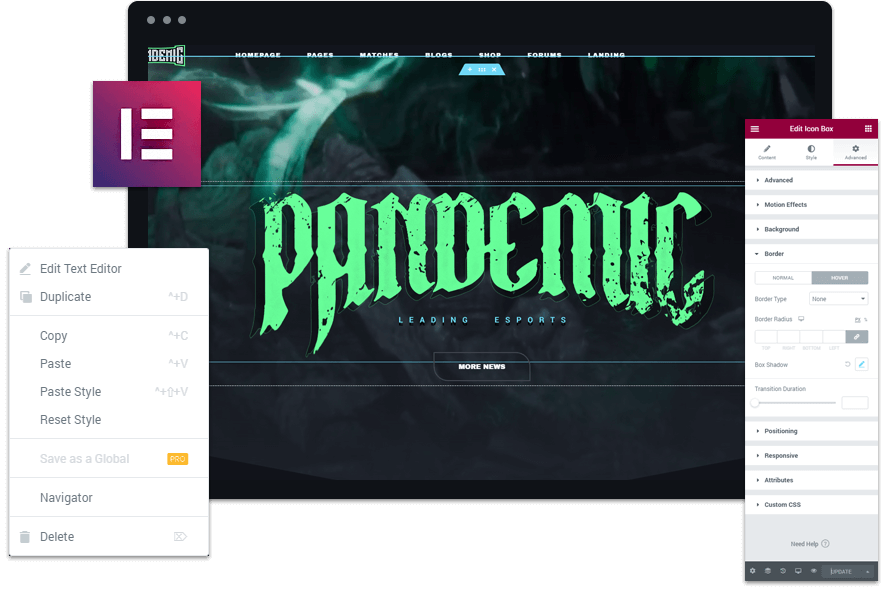 HOMEPAGE PAGES MATCHES BLOGS SHOP FORUMS LANDING
PANDEMIC
LEADING ESPORTS
MORE NEWS
Edit Text Editor
Duplicate ^+D
Copy ^+C
Paste ^+V
Paste Style ^+⇧+V
Reset Style
Save as a Global PRO
Navigator
Delete ⌦
Edit Icon Box
Content Style Advanced
Advanced
Motion Effects
Background
Border
NORMAL HOVER
Border Type None
Border Radius PX %
TOP RIGHT BOTTOM LEFT
Box Shadow
Transition Duration
Positioning
Responsive
Attributes
Custom CSS
Need Help ?
UPDATE